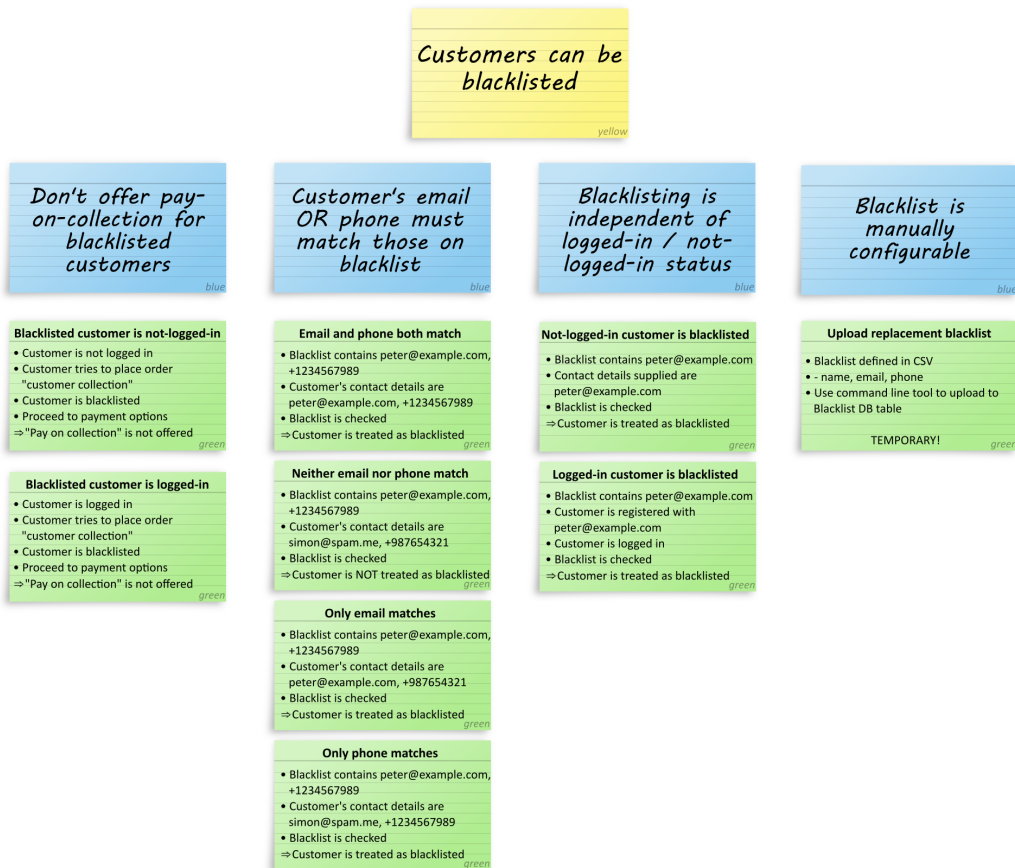 Customers can be
blacklisted
yellow
Don't offer pay-
on-collection for
blacklisted
customers
blue
Blacklisted customer is not-logged-in
• Customer is not logged in
• Customer tries to place order
"customer collection"
• Customer is blacklisted
• Proceed to payment options
⇒"Pay on collection" is not offered
green
Blacklisted customer is logged-in
• Customer is logged in
• Customer tries to place order
"customer collection"
• Customer is blacklisted
• Proceed to payment options
⇒"Pay on collection" is not offered
green
Customer's email
OR phone must
match those on
blacklist
blue
Email and phone both match
• Blacklist contains peter@example.com,
+1234567989
• Customer's contact details are
peter@example.com, +1234567989
• Blacklist is checked
⇒Customer is treated as blacklisted
green
Neither email nor phone match
• Blacklist contains peter@example.com,
+1234567989
• Customer's contact details are
simon@spam.me, +987654321
• Blacklist is checked
⇒Customer is NOT treated as blacklisted
green
Only email matches
• Blacklist contains peter@example.com,
+1234567989
• Customer's contact details are
peter@example.com, +987654321
• Blacklist is checked
⇒Customer is treated as blacklisted
green
Only phone matches
• Blacklist contains peter@example.com,
+1234567989
• Customer's contact details are
simon@spam.me, +1234567989
• Blacklist is checked
⇒Customer is treated as blacklisted
green
Blacklisting is
independent of
logged-in / not-
logged-in status
blue
Not-logged-in customer is blacklisted
• Blacklist contains peter@example.com
• Contact details supplied are
peter@example.com
• Blacklist is checked
⇒Customer is treated as blacklisted
green
Logged-in customer is blacklisted
• Blacklist contains peter@example.com
• Customer is registered with
peter@example.com
• Customer is logged in
• Blacklist is checked
⇒Customer is treated as blacklisted
green
Blacklist is
manually
configurable
blue
Upload replacement blacklist
• Blacklist defined in CSV
• - name, email, phone
• Use command line tool to upload to
Blacklist DB table
TEMPORARY!
green